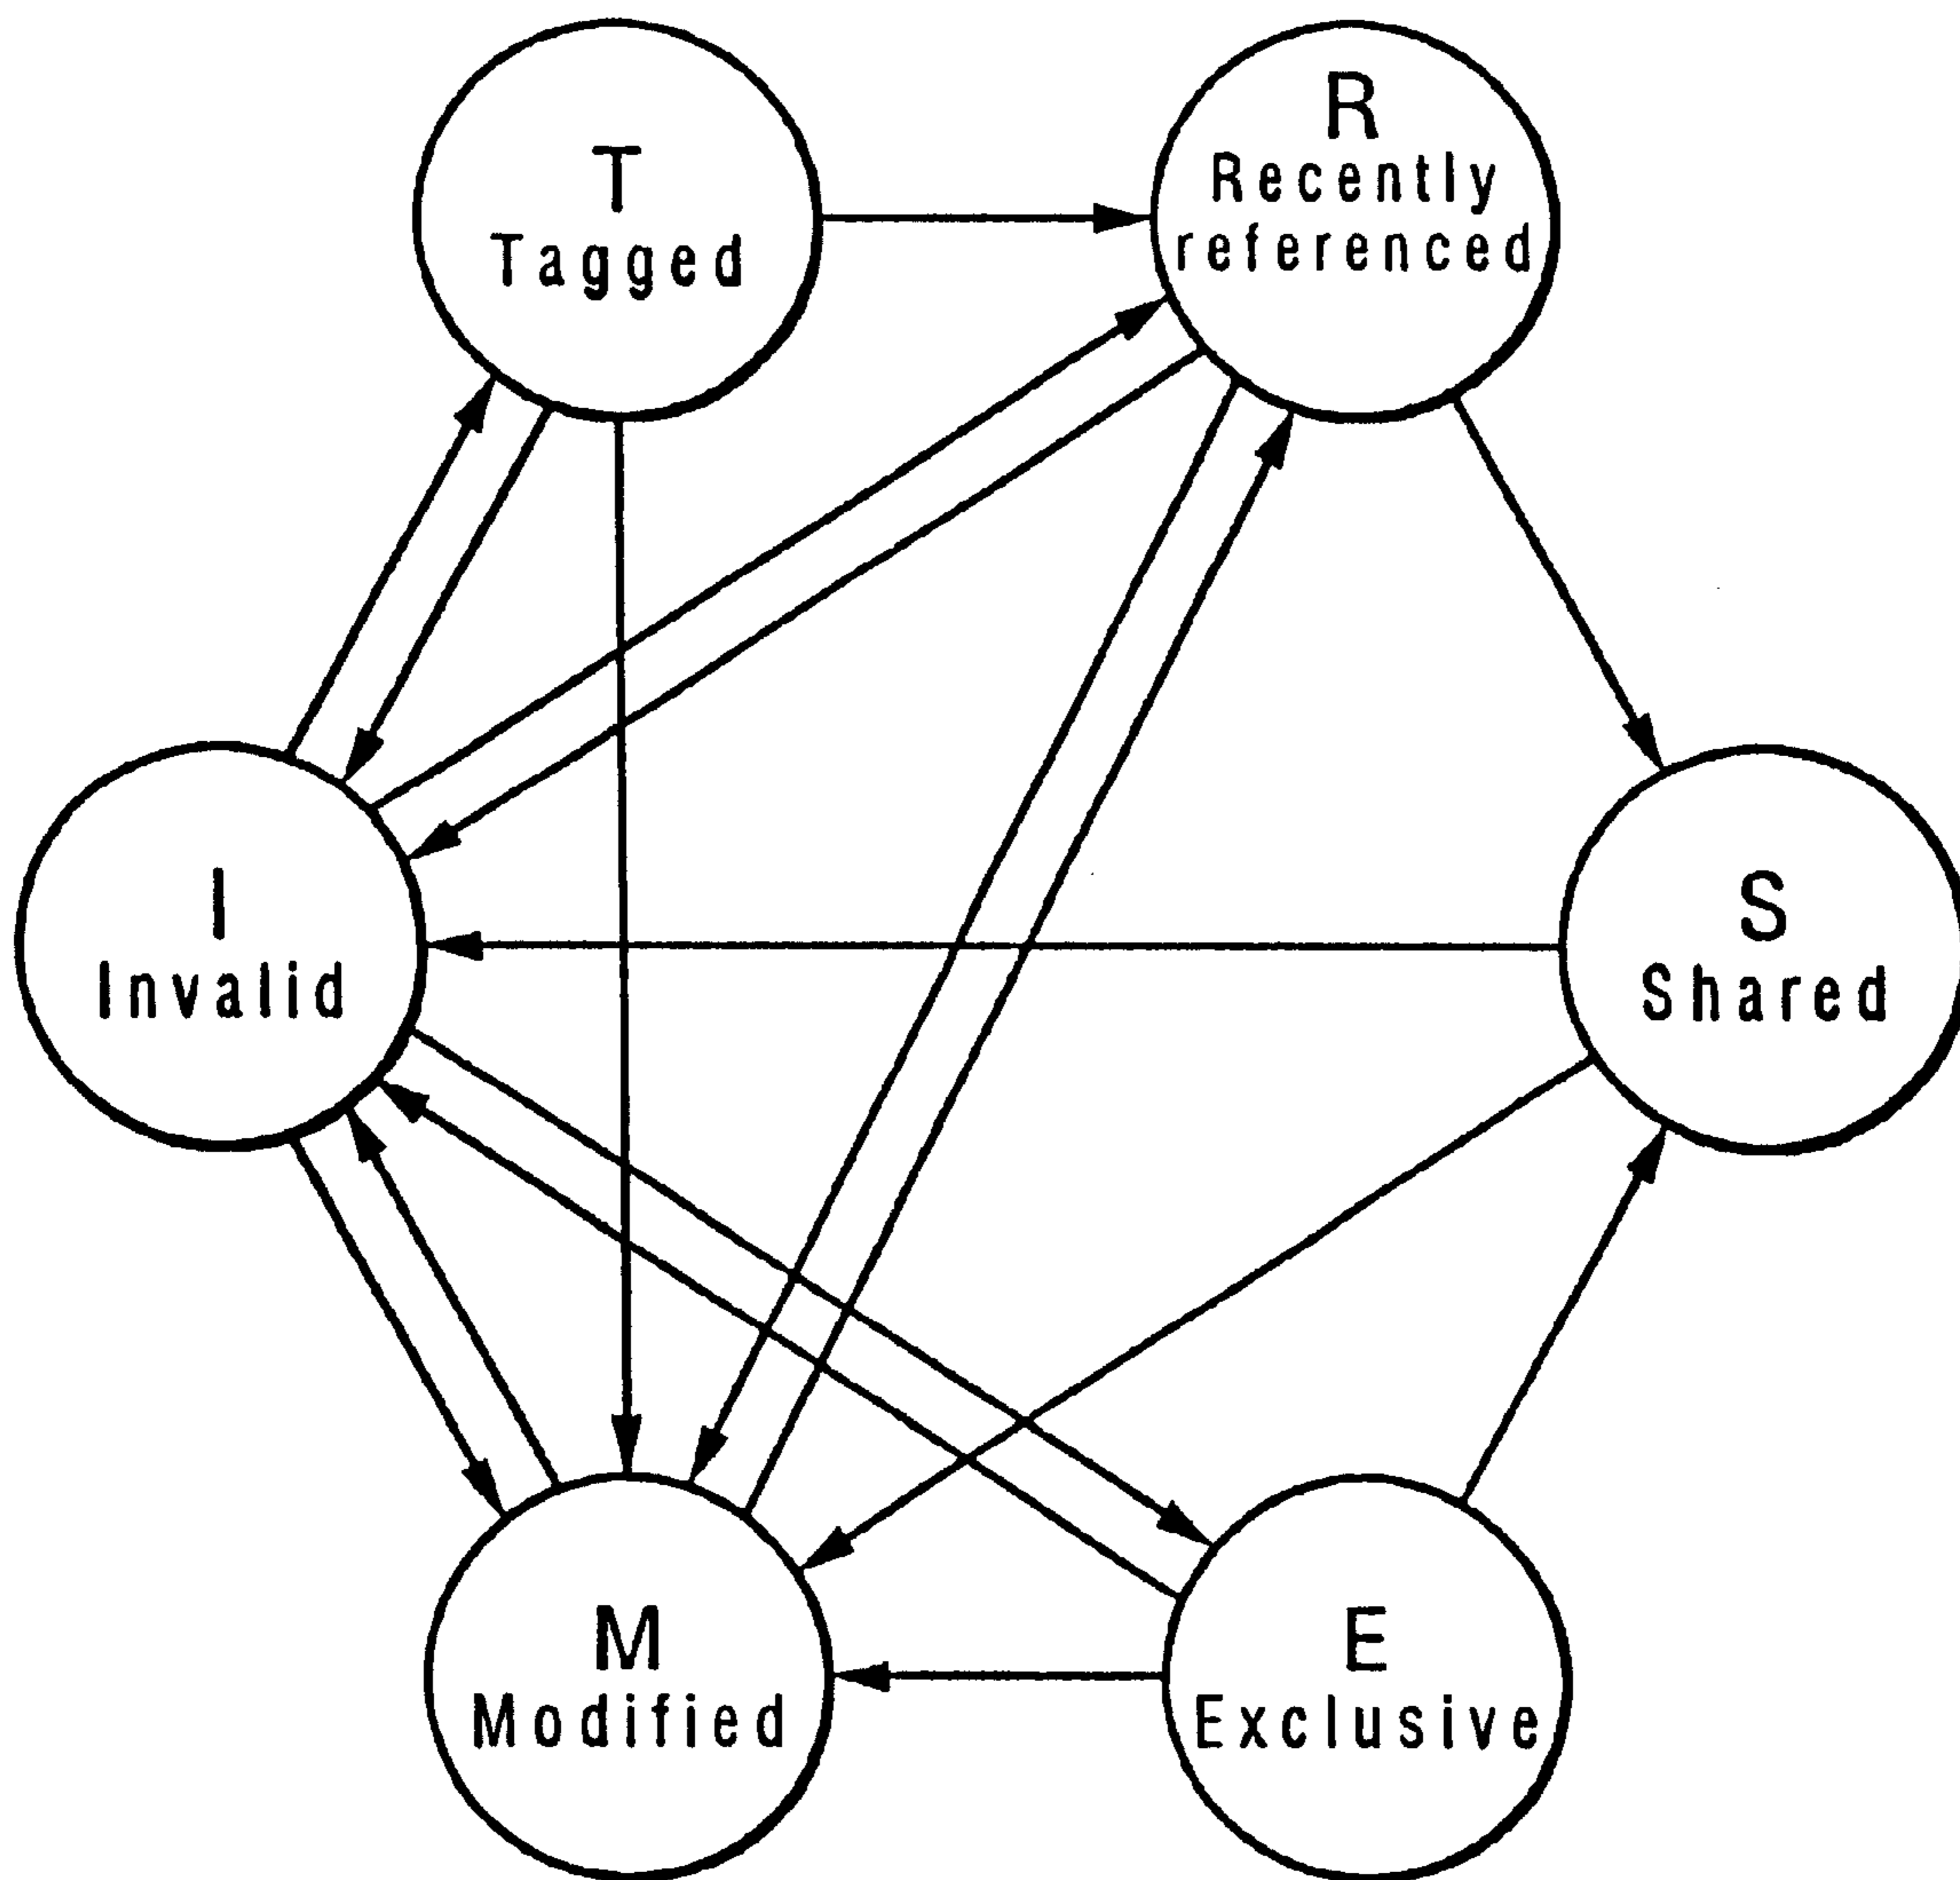 T
Tagged
R
Recently
referenced
I
Invalid
S
Shared
M
Modified
E
Exclusive